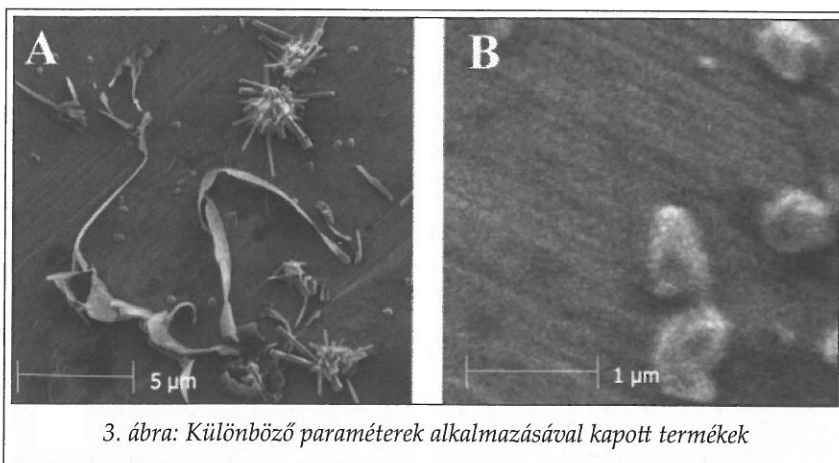 A B
5 µm 1 µm
3. ábra: Különböző paraméterek alkalmazásával kapott termékek